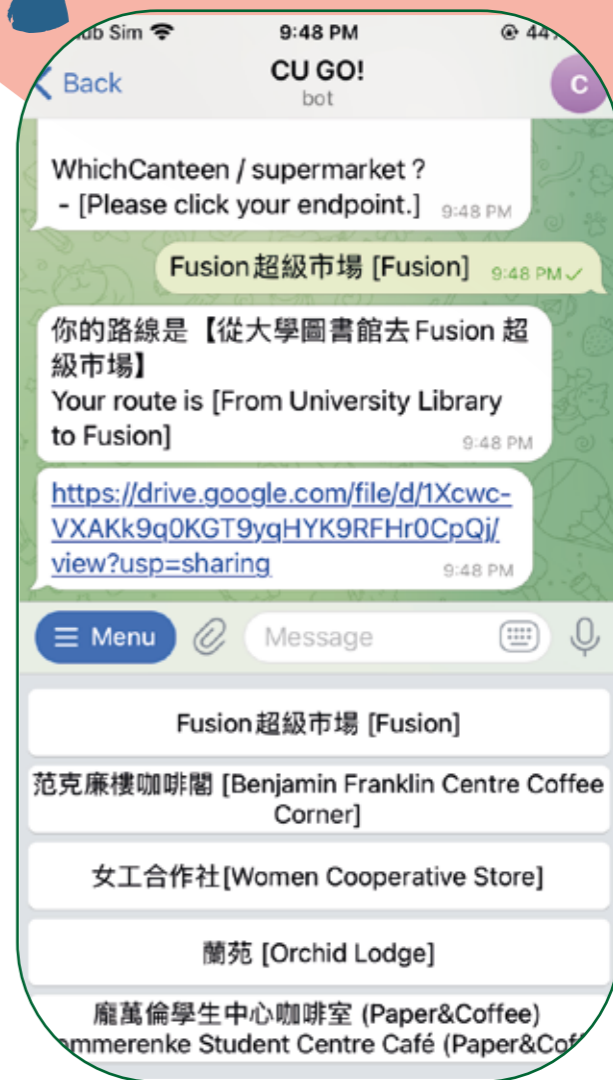 Sim 9:48 PM
Back CU GO! C
bot
WhichCanteen / supermarket ?
- [Please click your endpoint.] 9:48 PM
Fusion超級市場 [Fusion] 9:48 PM
你的路線是【從大學圖書館去Fusion 超
級市場】
Your route is [From University Library
to Fusion] 9:48 PM
https://drive.google.com/file/d/1Xcwc-
VXAKk9q0KGT9yqHYK9RFHr0CpQj/
view?usp=sharing 9:48 PM
Menu Message
Fusion超級市場 [Fusion]
范克廉樓咖啡閣 [Benjamin Franklin Centre Coffee
Corner]
女工合作社[Women Cooperative Store]
蘭苑 [Orchid Lodge]
龐萬倫學生中心咖啡室 (Paper&Coffee)
Student Centre Café